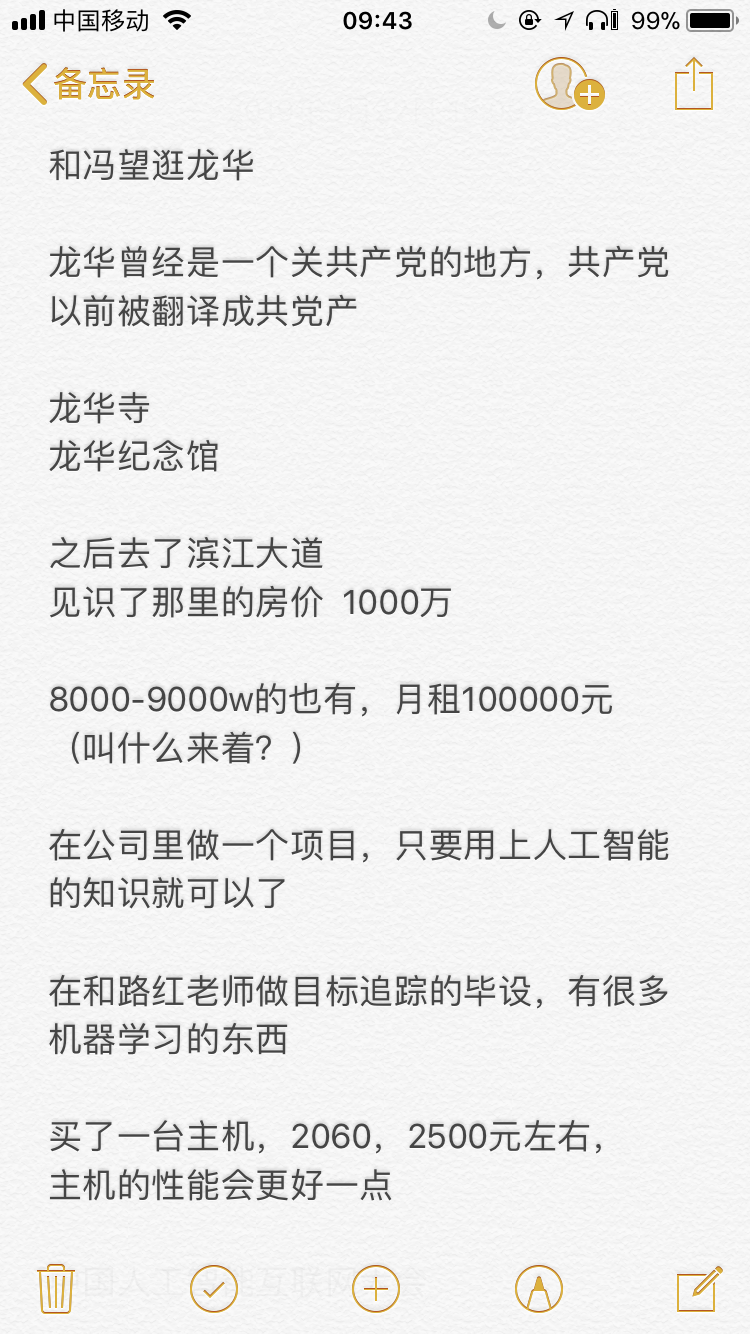 中国移动 09:43 99%
备忘录
和冯望逛龙华
龙华曾经是一个关共产党的地方，共产党
以前被翻译成共党产
龙华寺
龙华纪念馆
之后去了滨江大道
见识了那里的房价 1000万
8000-9000w的也有，月租100000元
（叫什么来着？）
在公司里做一个项目，只要用上人工智能
的知识就可以了
在和路红老师做目标追踪的毕设，有很多
机器学习的东西
买了一台主机，2060，2500元左右，
主机的性能会更好一点